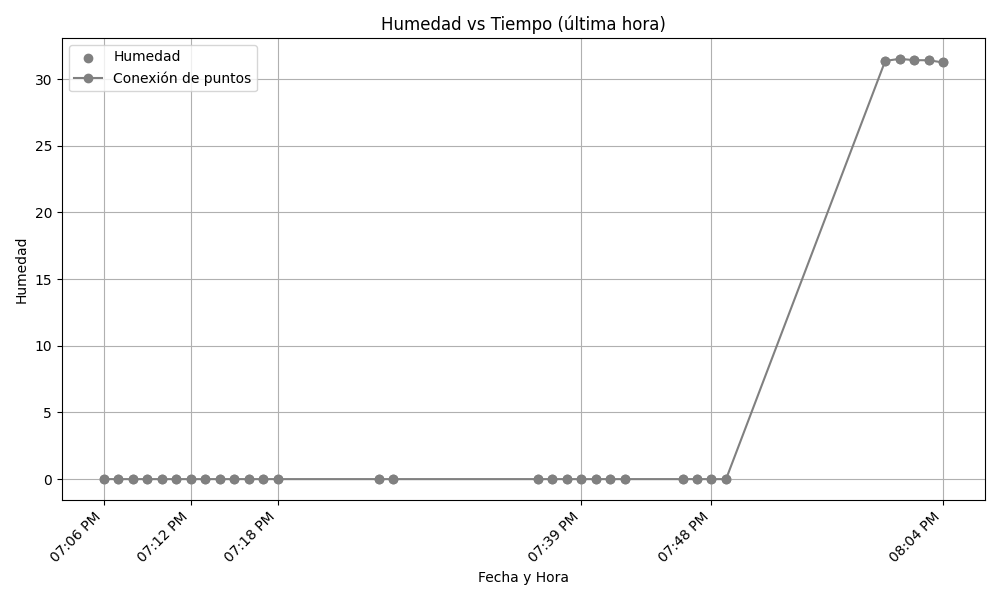 Humedad vs Tiempo (última hora)
Humedad
Conexión de puntos
30
25
20
15
10
5
0
Humedad
07:06 PM
07:12 PM
07:18 PM
07:39 PM
07:48 PM
08:04 PM
Fecha y Hora